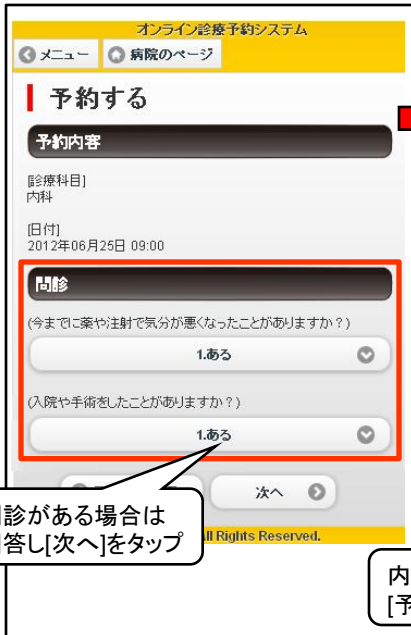 オンライン診療予約システム
メニュー 病院のページ
予約する
予約内容
[診療科目]
内科
[日付]
2012年06月25日 09:00
問診
(今までに薬や注射で気分が悪くなったことがありますか？)
1.ある
(入院や手術をしたことがありますか？)
1.ある
次へ
診がある場合は
答し[次へ]をタップ
All Rights Reserved.
内
[予